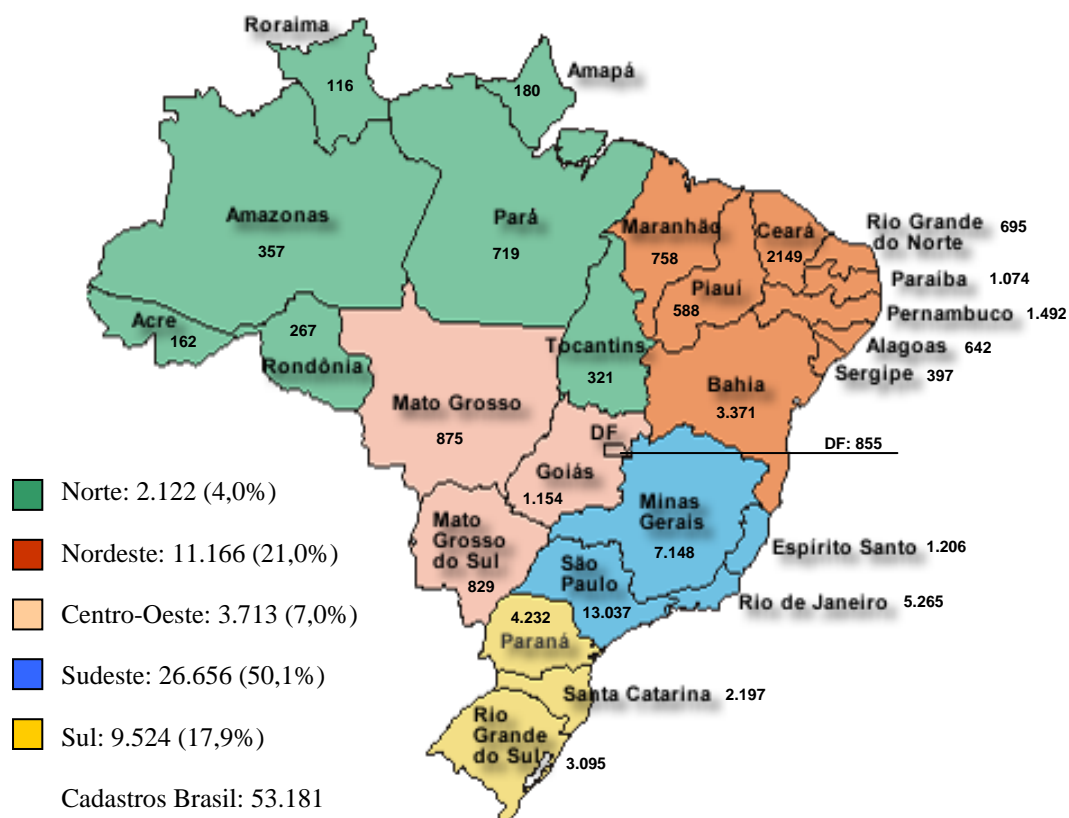 Roraima
116
180
Amapá
Amazonas
357
Pará
719
Maranhão
758
Ceará
2149
Rio Grande
do Norte
695
Piauí
588
Paraíba 1.074
Pernambuco 1.492
Acre
162
267
Rondônia
Tocantins
321
Alagoas 642
Sergipe 397
Bahia
3.371
Mato Grosso
875
DF
DF: 855
Goiás
1.154
Minas
Gerais
7.148
Mato
Grosso
do Sul
829
Espírito Santo 1.206
São
Paulo
13.037
Rio de Janeiro 5.265
4.232
Paraná
Santa Catarina 2.197
Rio
Grande
do Sul
3.095
Norte: 2.122 (4,0%)
Nordeste: 11.166 (21,0%)
Centro-Oeste: 3.713 (7,0%)
Sudeste: 26.656 (50,1%)
Sul: 9.524 (17,9%)
Cadastros Brasil: 53.181